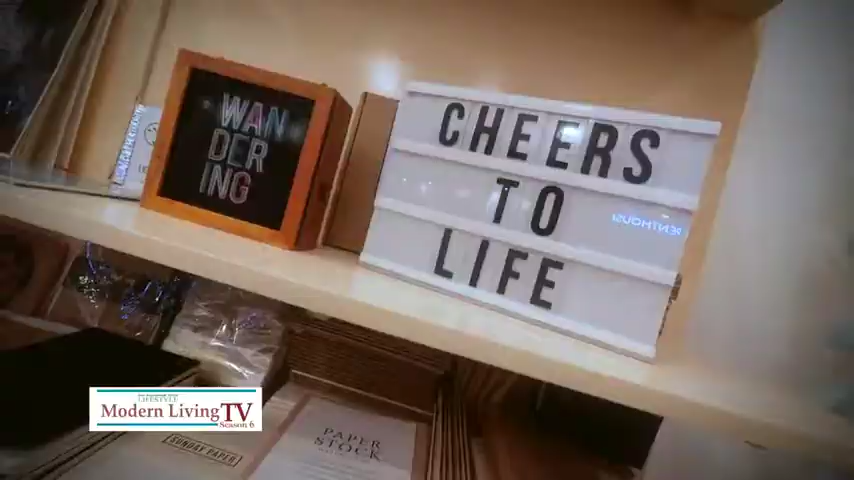 WAN
DER
ING
CHEERS
TO
LIFE
LIFESTYLE
Modern Living TV
Season 6
SUNDAY PAPER
PAPER
STOCK